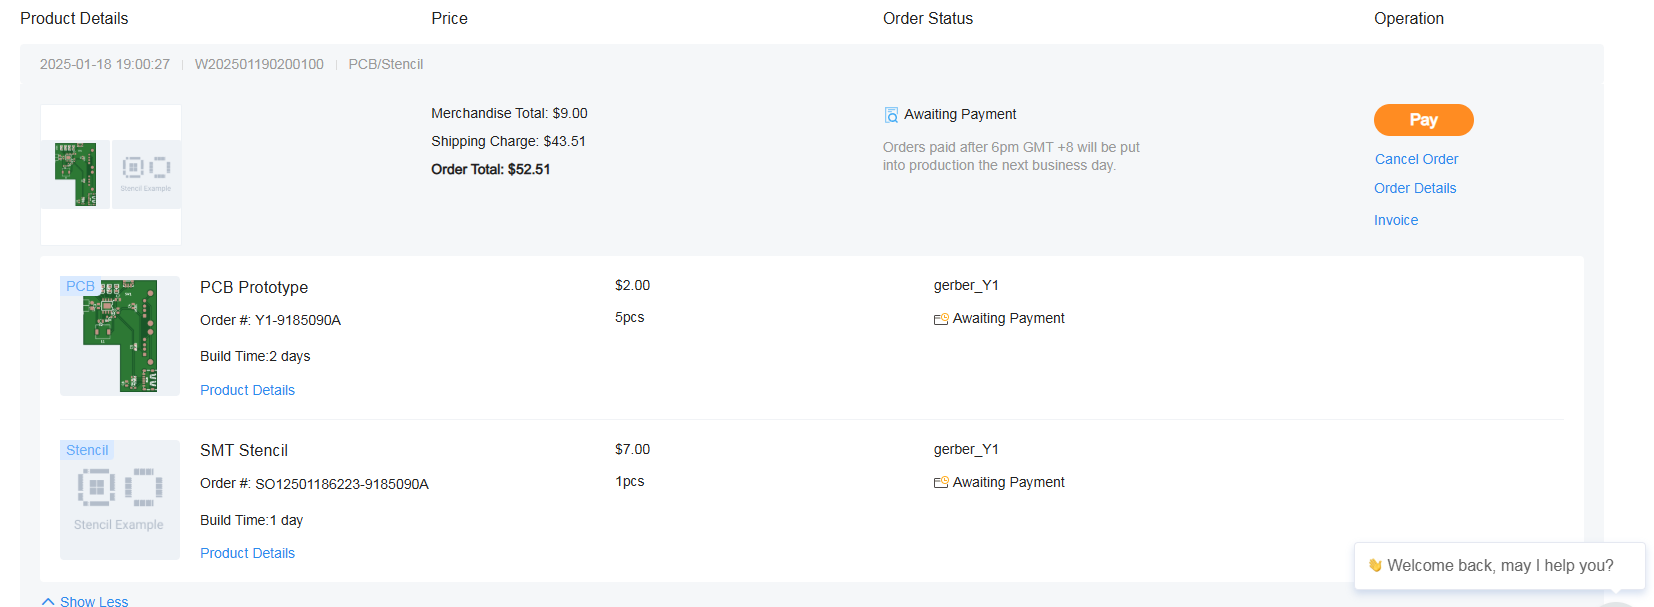 Product Details Price Order Status Operation
2025-01-18 19:00:27 W202501190200100 PCB/Stencil
Merchandise Total: $9.00
Shipping Charge: $43.51
Order Total: $52.51
Awaiting Payment
Orders paid after 6pm GMT +8 will be put
into production the next business day.
Pay
Cancel Order
Order Details
Invoice
Stencil Example
PCB
PCB Prototype
Order #: Y1-9185090A
Build Time:2 days
Product Details
$2.00
5pcs
gerber_Y1
Awaiting Payment
Stencil
Stencil Example
SMT Stencil
Order #: SO12501186223-9185090A
Build Time:1 day
Product Details
$7.00
1pcs
gerber_Y1
Awaiting Payment
👋 Welcome back, may I help you?
Show Less